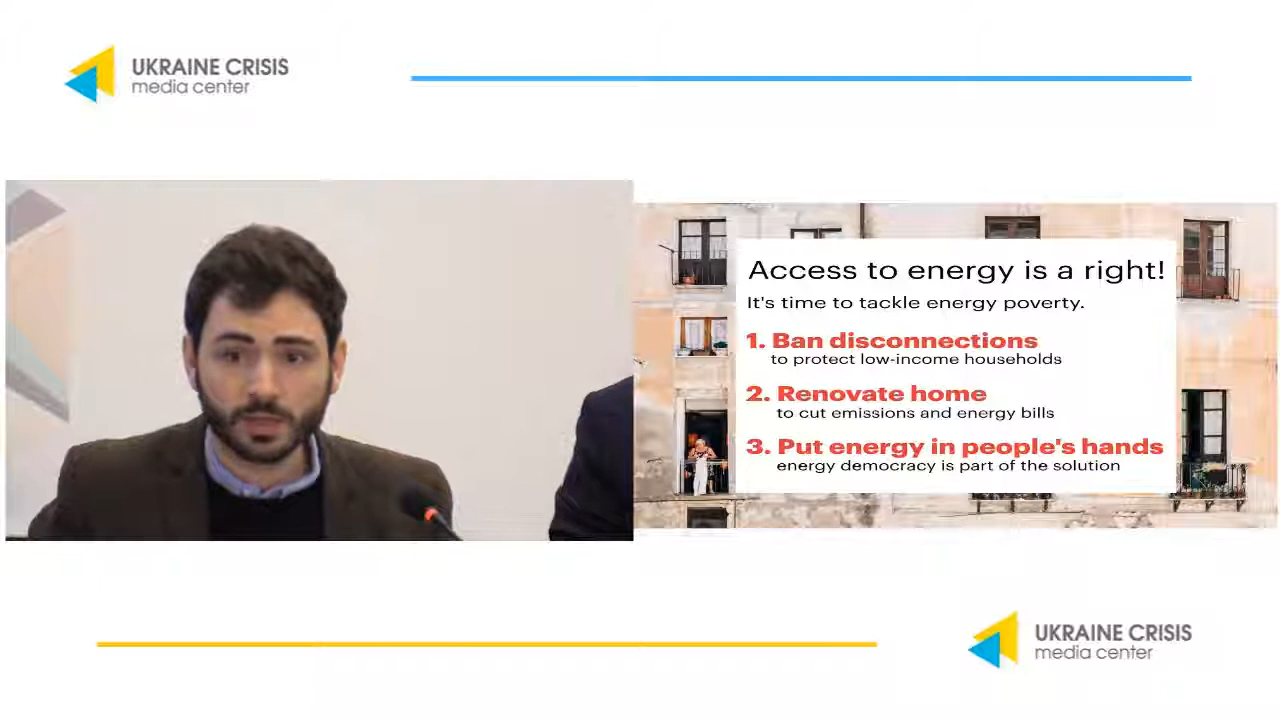 UKRAINE CRISIS
media center
Access to energy is a right!
It's time to tackle energy poverty.
1. Ban disconnections
to protect low-income households
2. Renovate home
to cut emissions and energy bills
3. Put energy in people's hands
energy democracy is part of the solution
UKRAINE CRISIS
media center